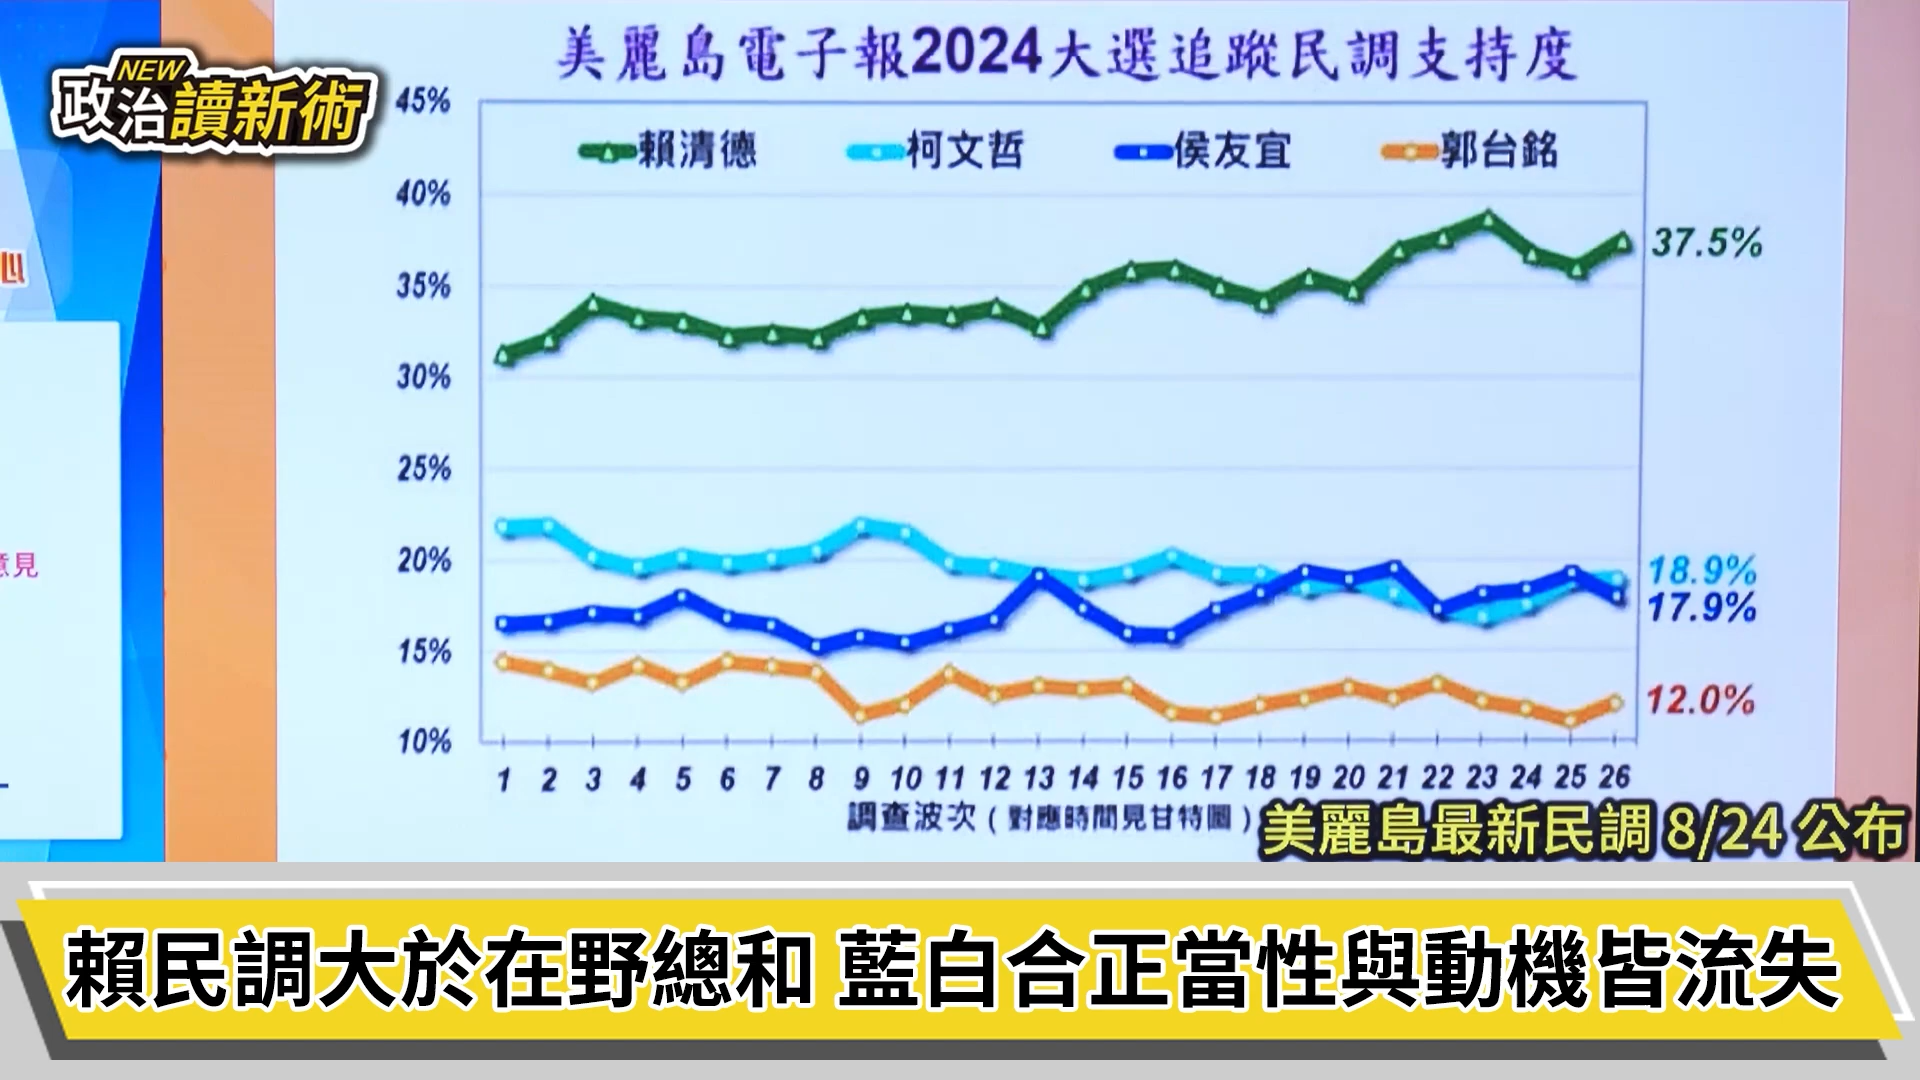 美麗島電子報2024大選追蹤民調支持度
NEW
政治讀新術
45%
賴清德 柯文哲 侯友宜 郭台銘
40%
37.5%
35%
30%
25%
20%
18.9%
17.9%
15%
12.0%
10%
1 2 3 4 5 6 7 8 9 10 11 12 13 14 15 16 17 18 19 20 21 22 23 24 25 26
調查波次(對應時間見甘特圖)
美麗島最新民調 8/24 公布
意見
賴民調大於在野總和 藍白合正當性與動機皆流失